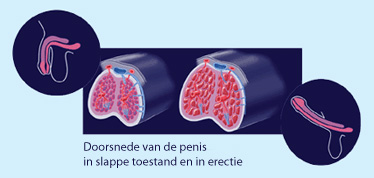 Doorsnede van de penis
in slappe toestand en in erectie